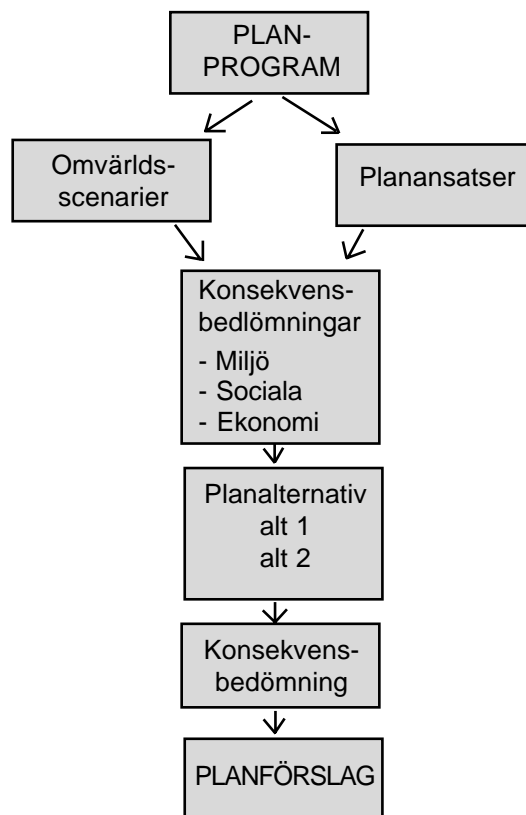 PLAN-
PROGRAM
Omvärlds-
scenarier
Planansatser
Konsekvens-
bedlömningar
- Miljö
- Sociala
- Ekonomi
Planalternativ
alt 1
alt 2
Konsekvens-
bedömning
PLANFÖRSLAG